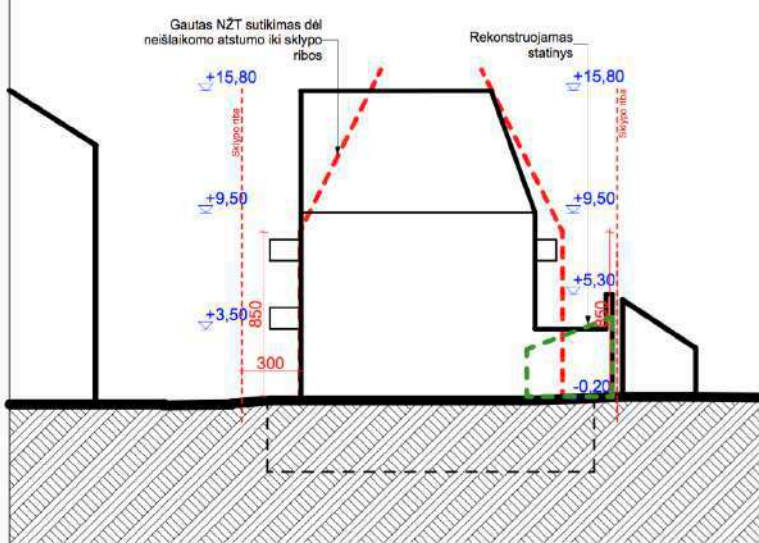 Gautas NŽT sutikimas dėl
neišlaikomo atstumo iki sklypo
ribos
Rekonstruojamas
statinys
+15,80
+15,80
sklypo riba
sklypo riba
+9,50
+9,50
+5,30
+3,50
850
850
300
-0,20